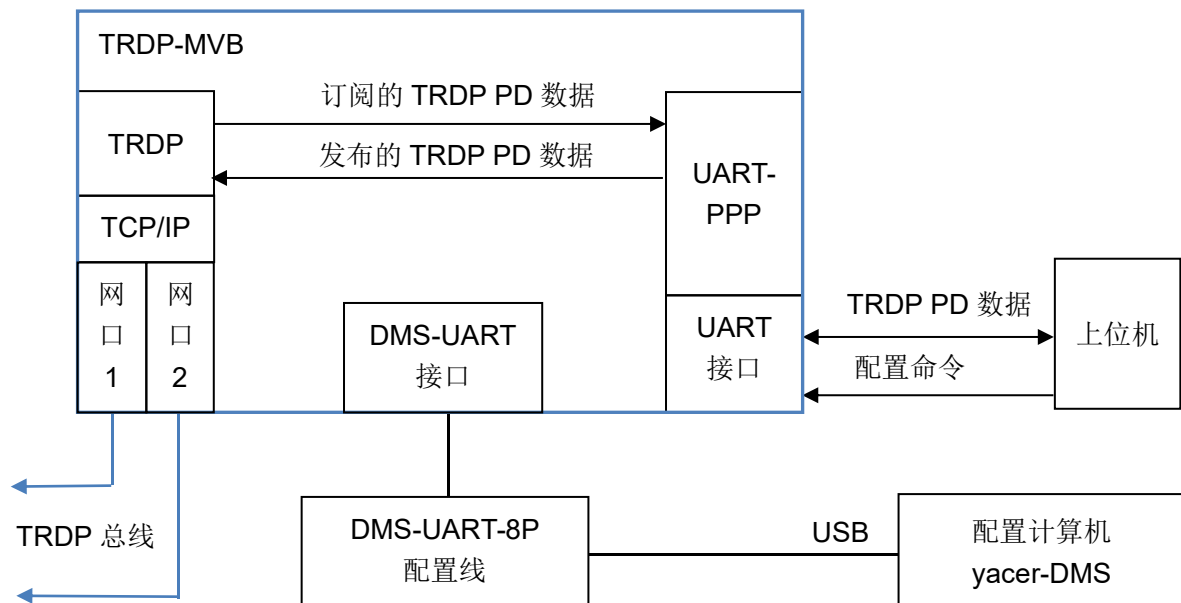 TRDP-MVB
订阅的 TRDP PD 数据
TRDP
发布的 TRDP PD 数据
UART-
PPP
TCP/IP
网
口
1
网
口
2
DMS-UART
接口
UART
接口
TRDP PD 数据
配置命令
上位机
TRDP 总线
DMS-UART-8P
配置线
USB
配置计算机
yacer-DMS